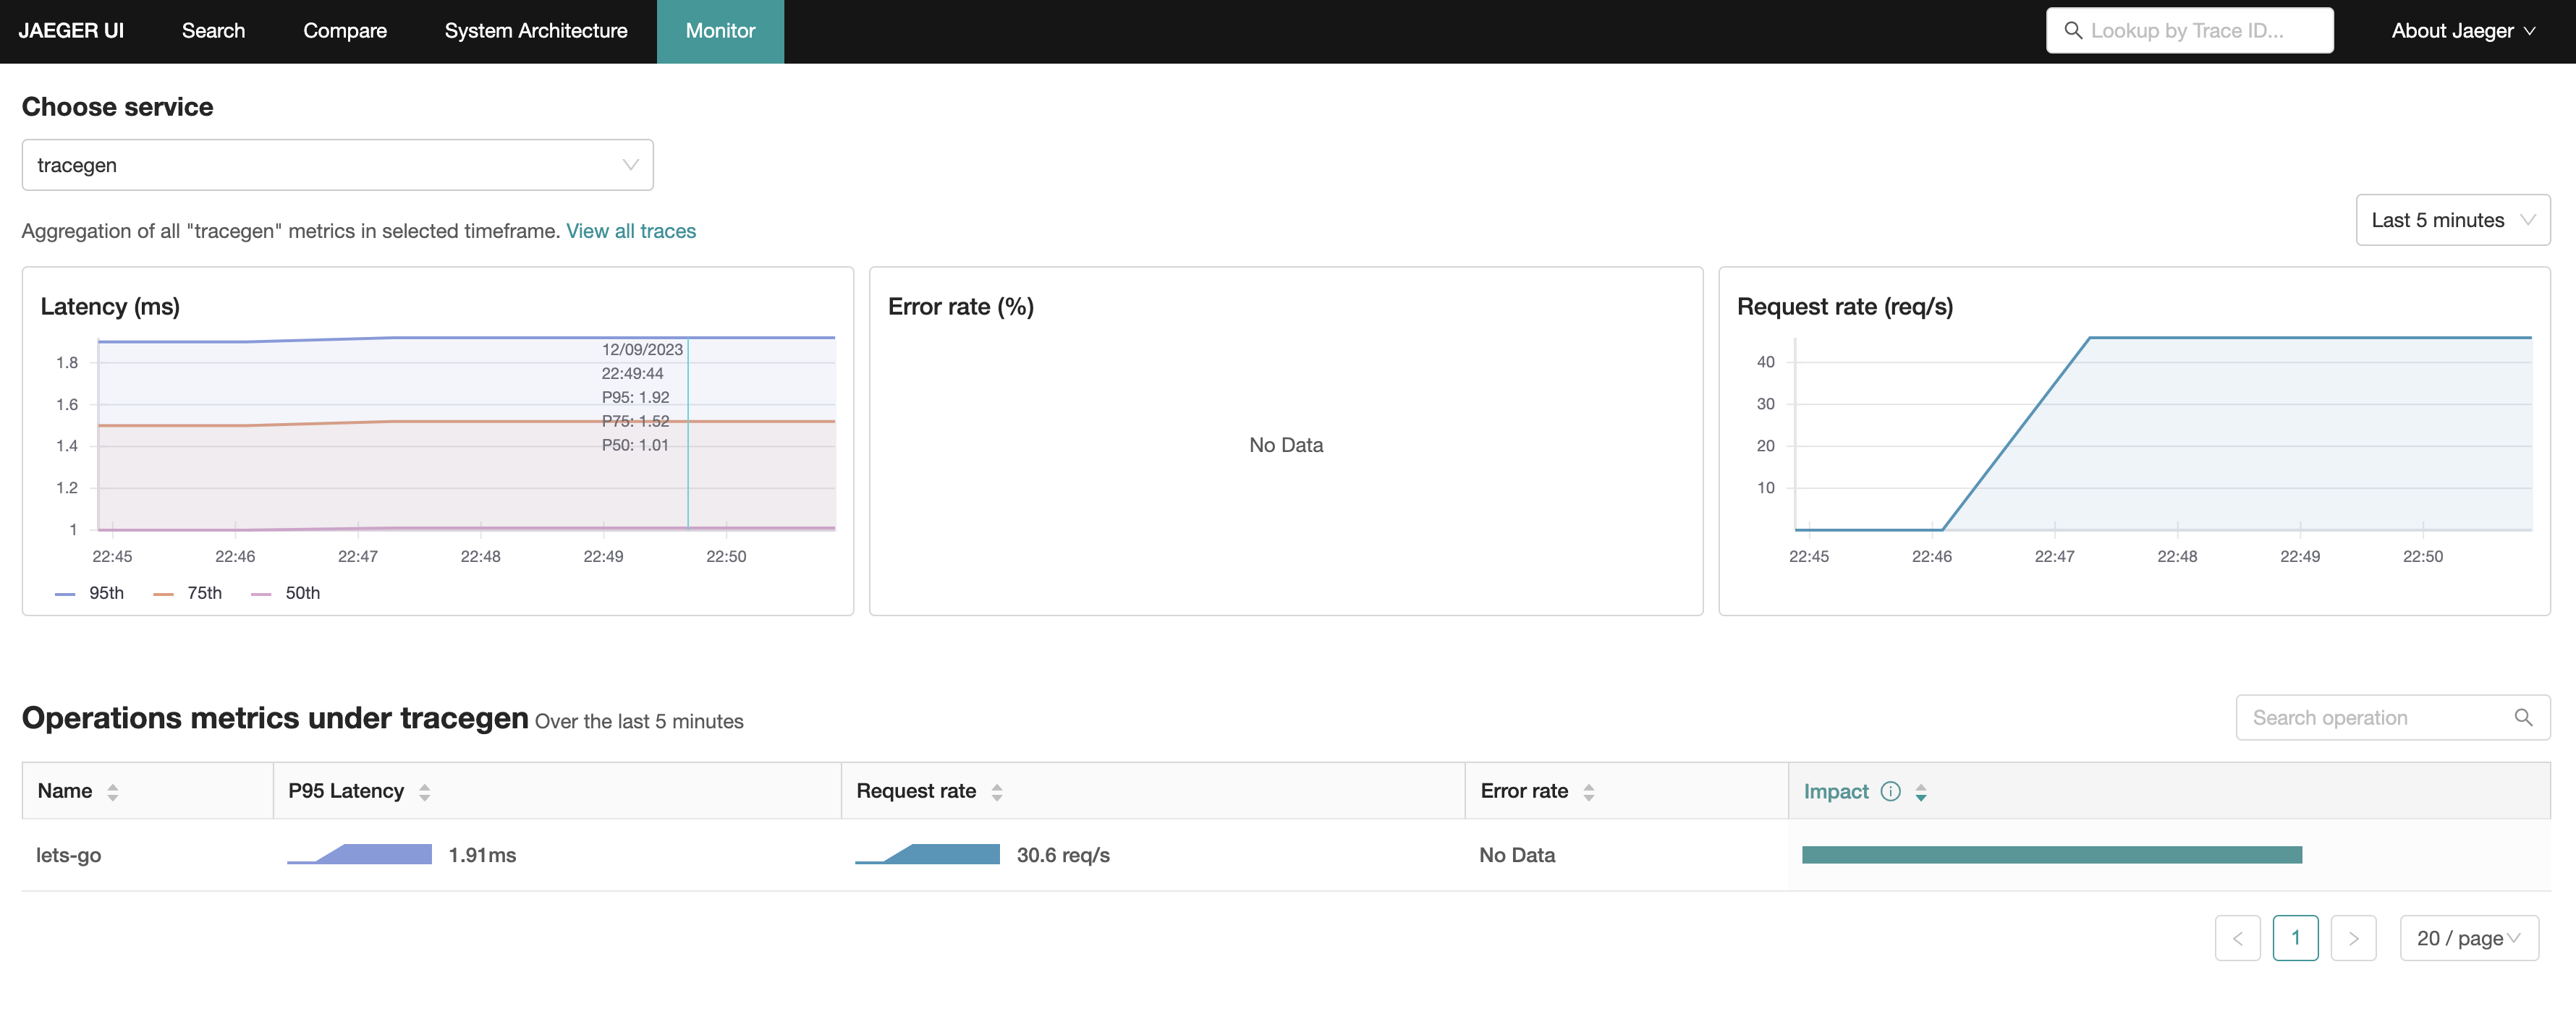 JAEGER UI Search Compare System Architecture Monitor Lookup by Trace ID... About Jaeger
Choose service
tracegen
Aggregation of all "tracegen" metrics in selected timeframe. View all traces
Last 5 minutes
Latency (ms)
1.8
1.6
1.4
1.2
1
12/09/2023
22:49:44
P95: 1.92
P75: 1.52
P50: 1.01
22:45 22:46 22:47 22:48 22:49 22:50
95th 75th 50th
Error rate (%)
No Data
Request rate (req/s)
40
30
20
10
22:45 22:46 22:47 22:48 22:49 22:50
Operations metrics under tracegen Over the last 5 minutes
Search operation
Name P95 Latency Request rate Error rate Impact
lets-go 1.91ms 30.6 req/s No Data
< 1 > 20 / page